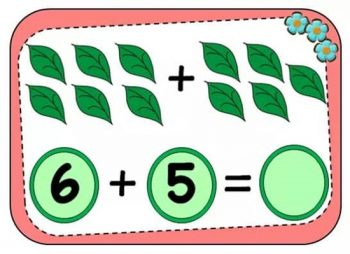 +
6 + 5 =